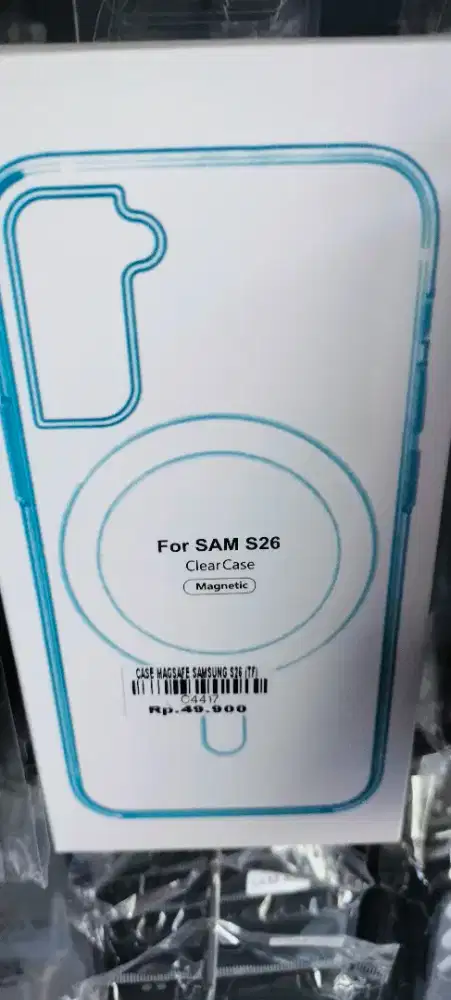 For SAM S26
ClearCase
Magnetic
CASE MAGSAFE SAMSUNG S26 (TF)
C4417
Rp.49.900